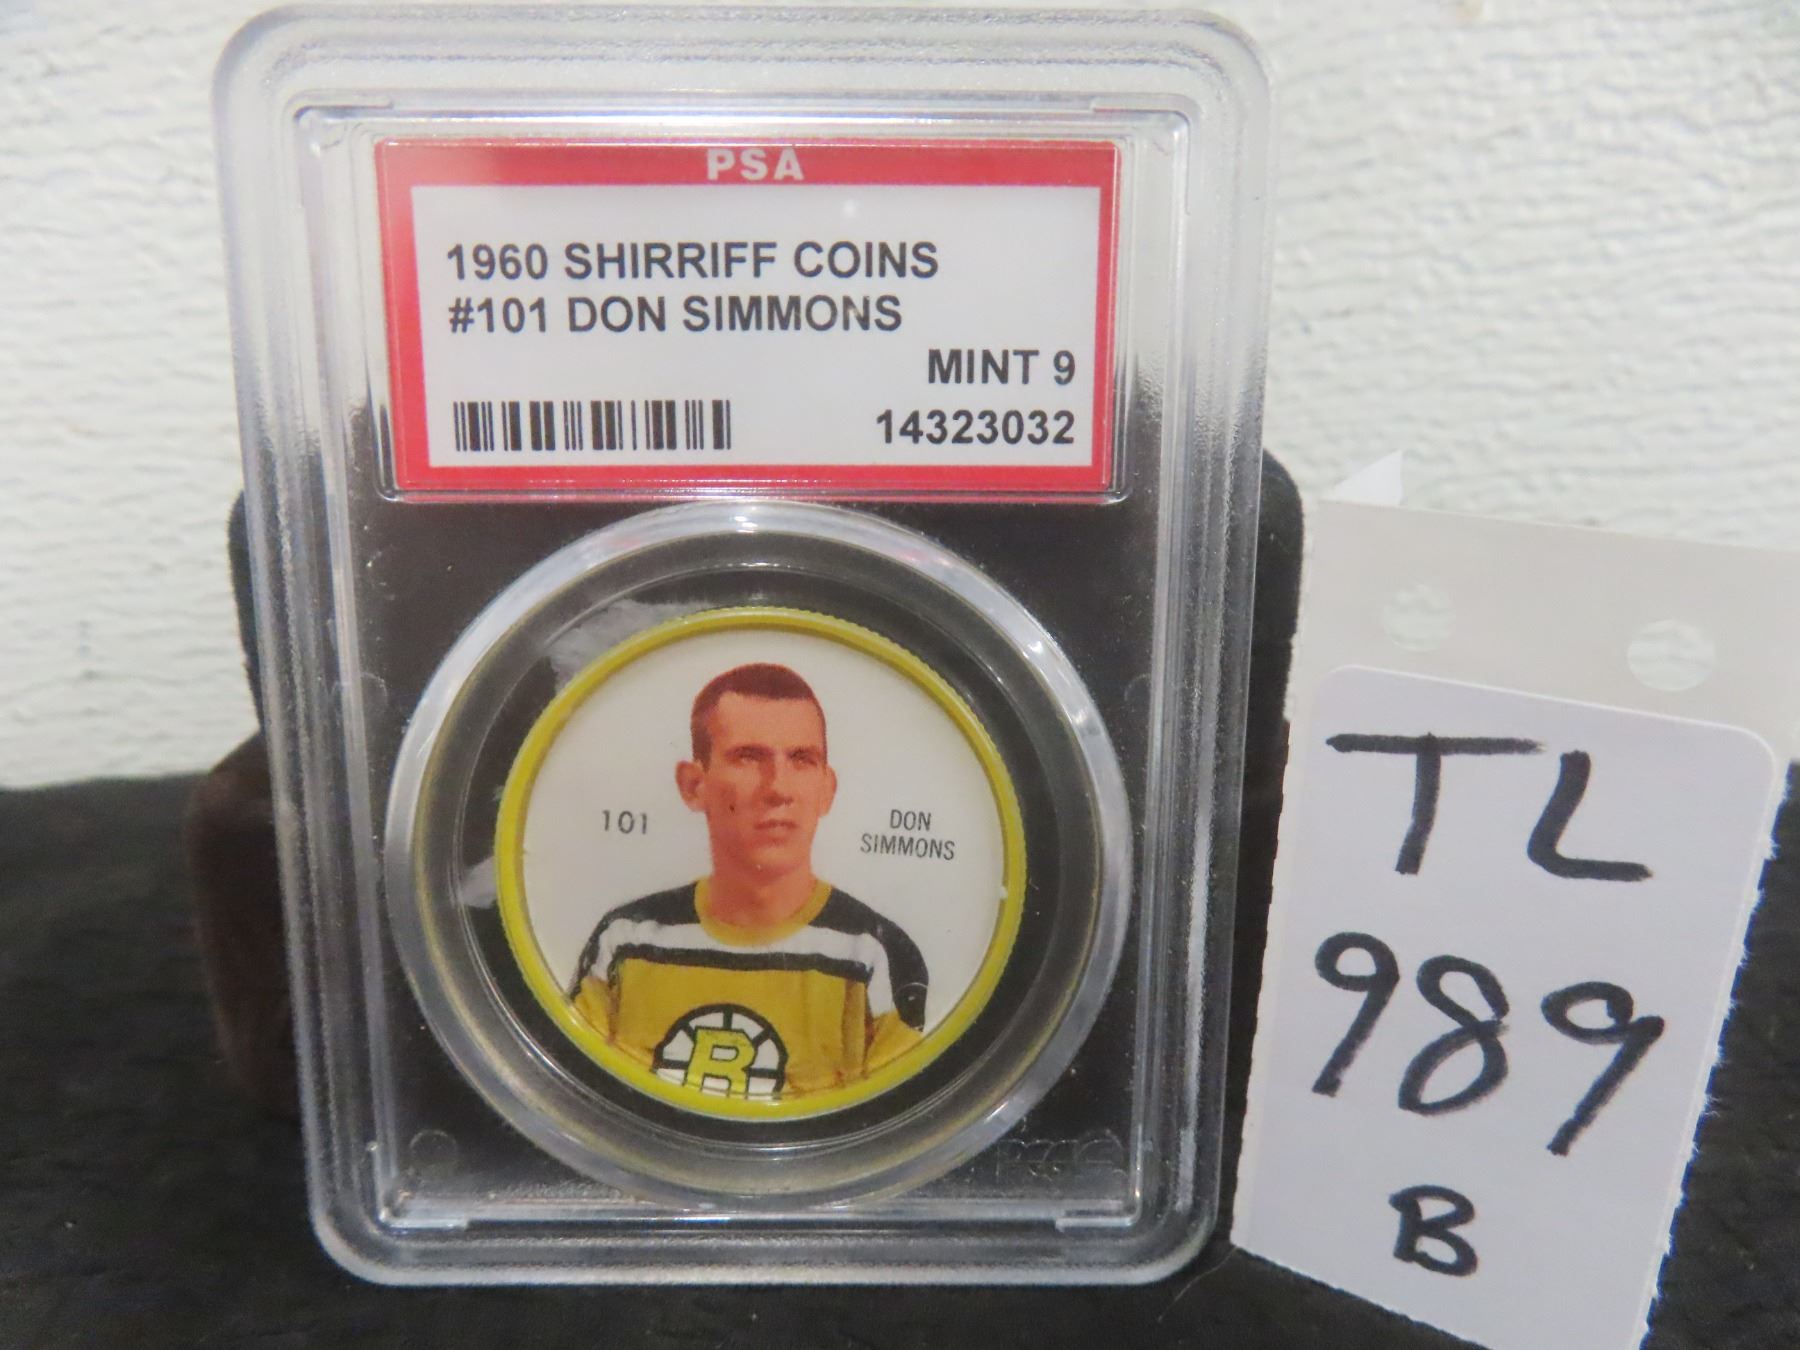 PSA
1960 SHIRRIFF COINS
#101 DON SIMMONS
MINT 9
14323032
101
DON
SIMMONS
B
TL
989
B